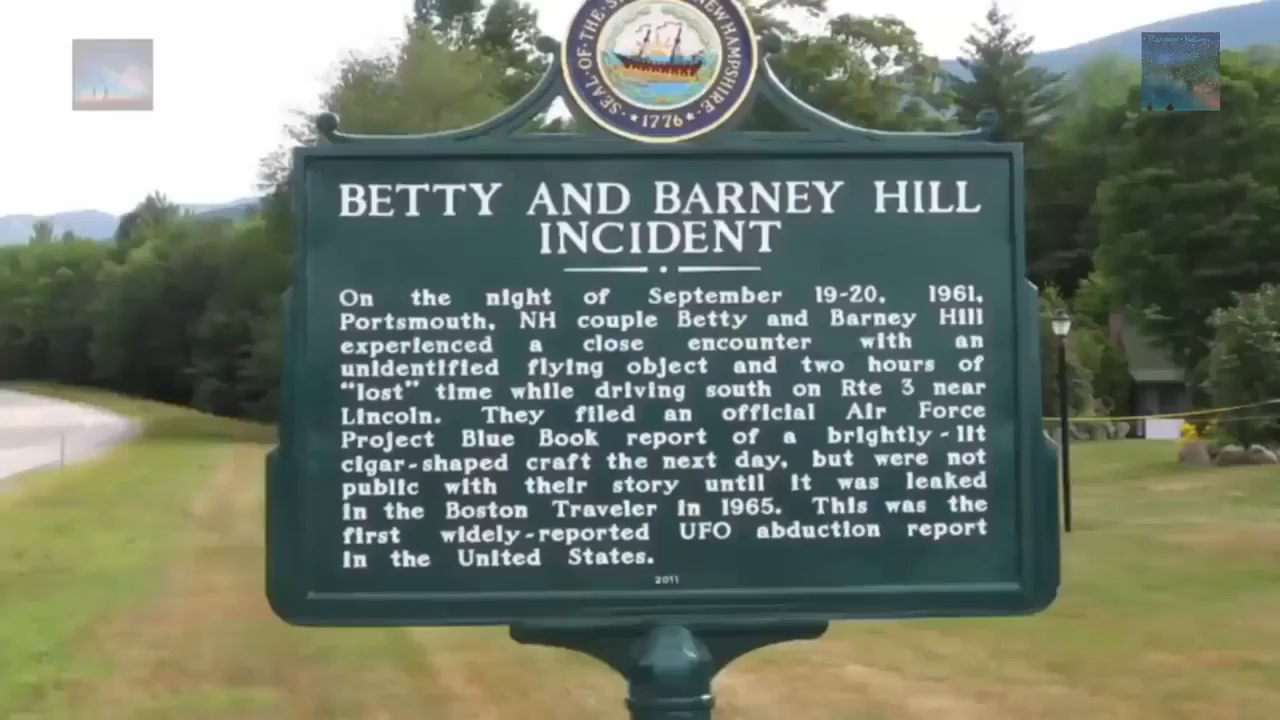 SEAL·OF·THE·S NEW HAMPSHIRE·
★1776★
BETTY AND BARNEY HILL
INCIDENT
On the night of September 19-20, 1961,
Portsmouth, NH couple Betty and Barney Hill
experienced a close encounter with an
unidentified flying object and two hours of
“lost” time while driving south on Rte 3 near
Lincoln. They filed an official Air Force
Project Blue Book report of a brightly-lit
cigar-shaped craft the next day, but were not
public with their story until it was leaked
in the Boston Traveler in 1965. This was the
first widely-reported UFO abduction report
in the United States.
2011